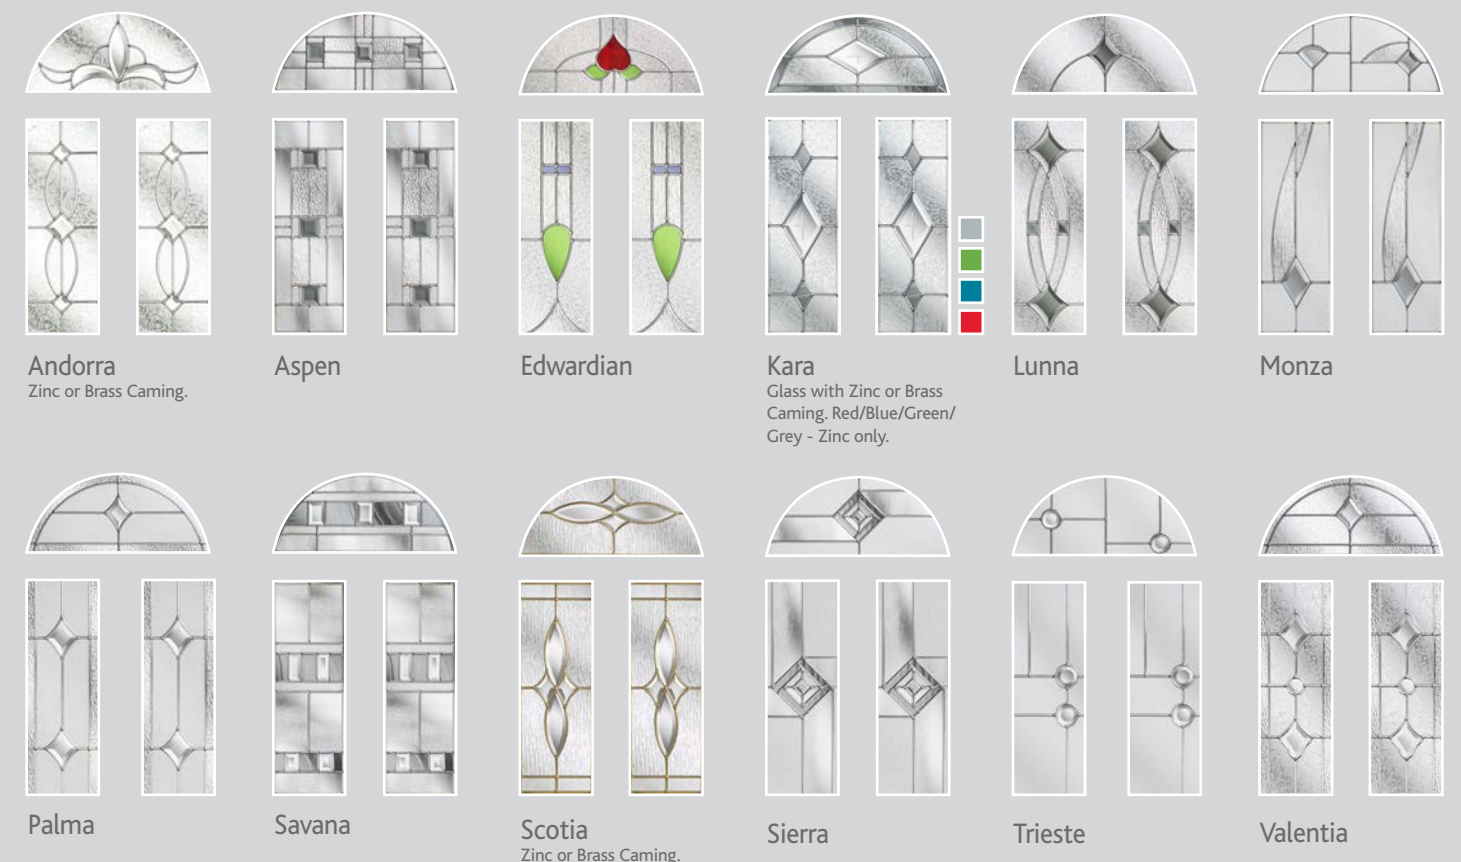 Andorra
Zinc or Brass Caming.
Aspen
Edwardian
Kara
Glass with Zinc or Brass
Caming. Red/Blue/Green/
Grey - Zinc only.
Lunna
Monza
Palma
Savana
Scotia
Zinc or Brass Caming.
Sierra
Trieste
Valentia